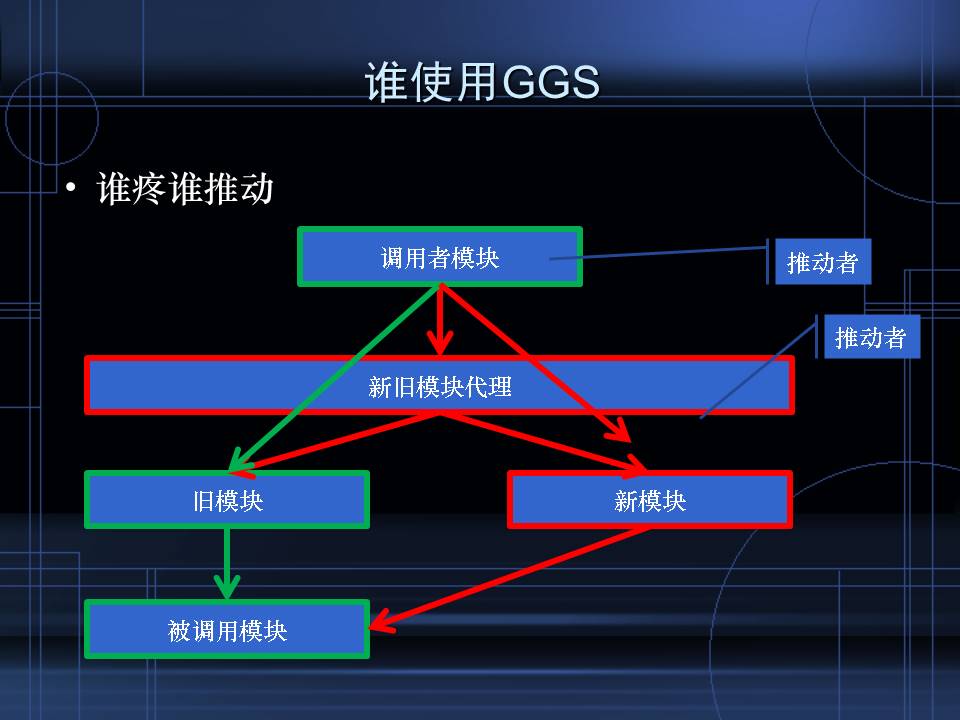 谁使用GGS
• 谁疼谁推动
调用者模块
推动者
推动者
新旧模块代理
旧模块
新模块
被调用模块